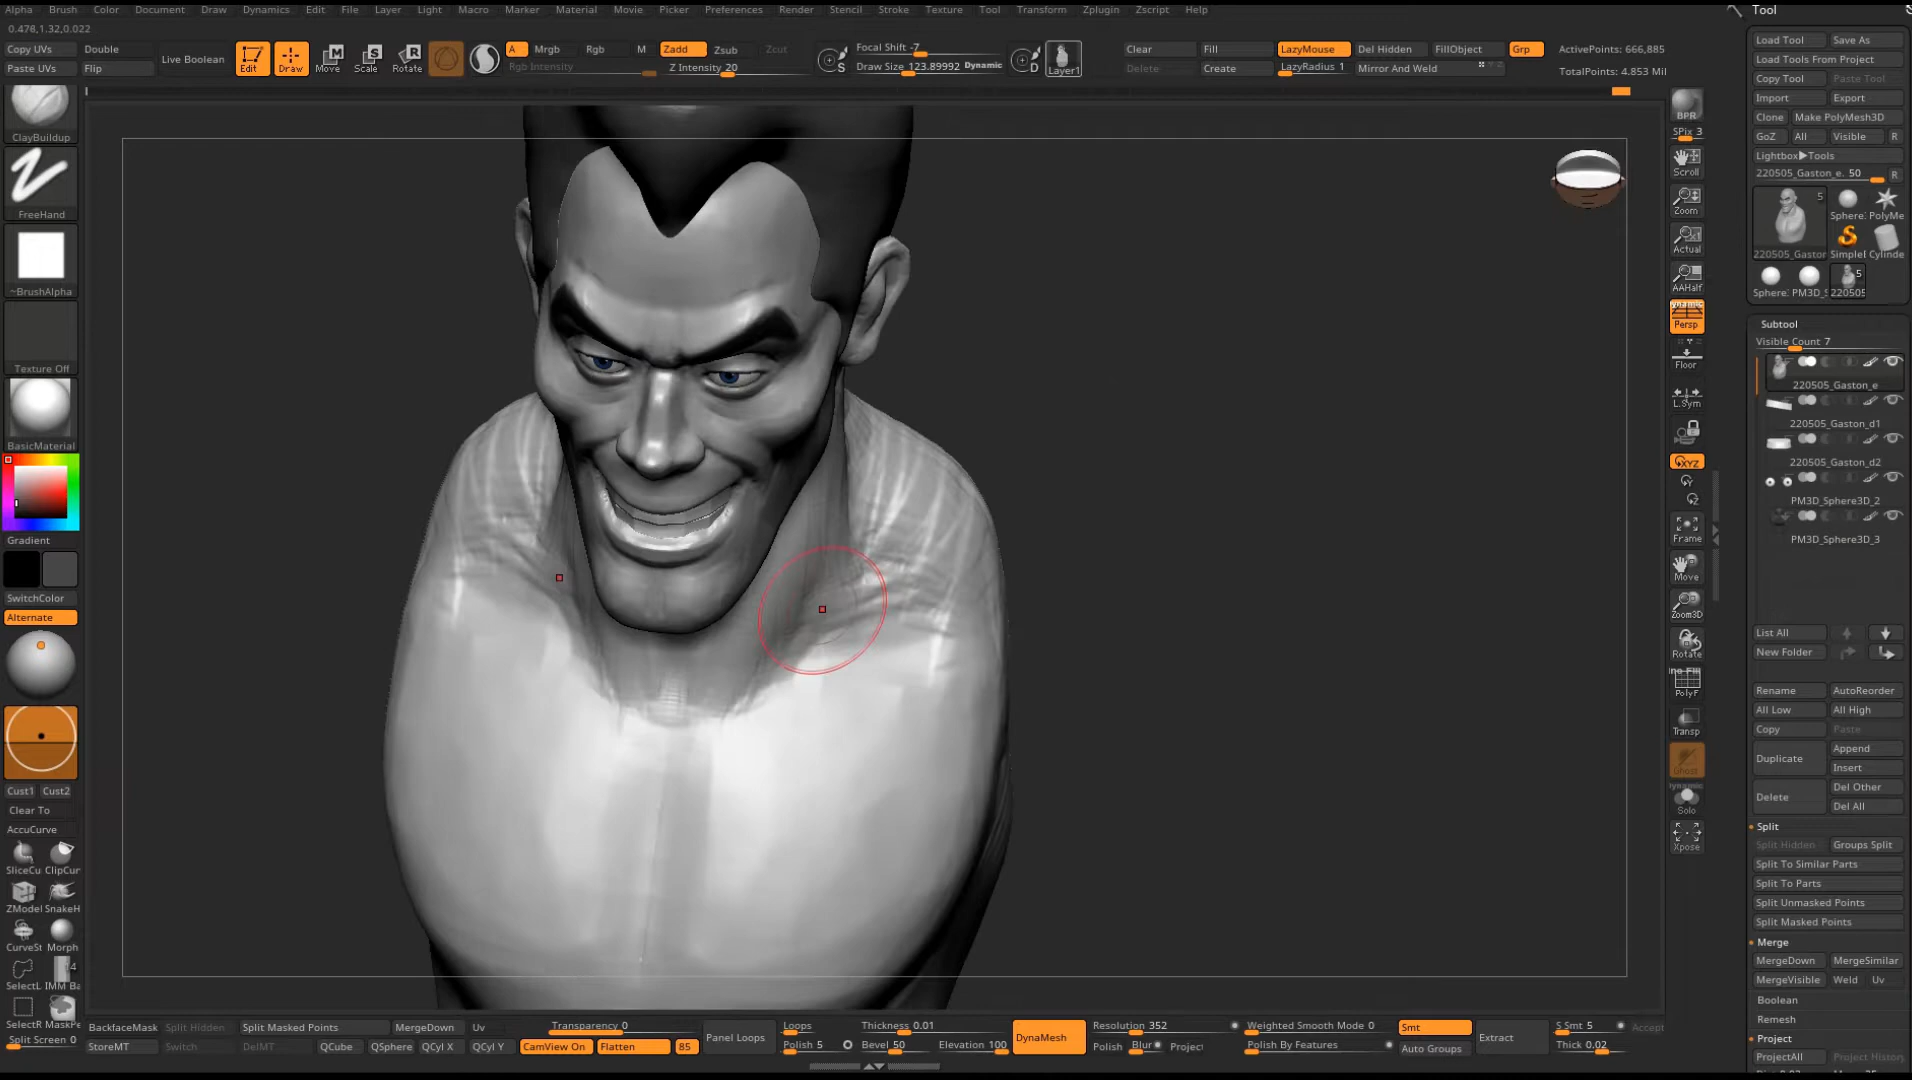 Alpha Brush Color Document Draw Dynamics Edit File Layer Light Macro Marker Material Movie Picker Preferences Render Stencil Stroke Texture Tool Transform Zplugin Zscript Help
Tool
0.478,1.32,0.022
Copy UVs Double
Paste UVs Flip
Live Boolean
Edit Draw Move Scale Rotate
A Mrgb Rgb M Zadd Zsub Zcut
Rgb Intensity Z Intensity 20
Focal Shift -7
Draw Size 123.89992 Dynamic
S D Layer1
Clear Fill LazyMouse Del Hidden FillObject Grp
Delete Create LazyRadius 1 Mirror And Weld
ActivePoints: 666,885
TotalPoints: 4.853 Mil
ClayBuildup
FreeHand
~BrushAlpha
Texture Off
BasicMaterial
Gradient
SwitchColor
Alternate
Cust1 Cust2
Clear To
AccuCurve
SliceCu ClipCur
ZModel SnakeH
CurveSt Morph
14
SelectL IMM Ba
SelectR MaskPe
Split Screen 0
BPR
SPix 3
Scroll
Zoom
Actual
AAHalf
Dynamic
Persp
Floor
L.Sym
XYZ
Y
Z
Frame
Move
Zoom3D
Rotate
PolyF
Transp
Ghost
Dynamic
Solo
Xpose
Load Tool Save As
Load Tools From Project
Copy Tool Paste Tool
Import Export
Clone Make PolyMesh3D
GoZ All Visible R
Lightbox▶Tools
220505_Gaston_e. 50 R
5
Sphere: PolyMe
220505_Gaston SimpleI Cylinde
5
Sphere: PM3D_S 220505
Subtool
Visible Count 7
220505_Gaston_e
220505_Gaston_d1
220505_Gaston_d2
PM3D_Sphere3D_2
PM3D_Sphere3D_3
List All
New Folder
Rename AutoReorder
All Low All High
Copy Paste
Duplicate Append
Insert
Delete Del Other
Del All
Split
Split Hidden Groups Split
Split To Similar Parts
Split To Parts
Split Unmasked Points
Split Masked Points
Merge
MergeDown MergeSimilar
MergeVisible Weld Uv
Boolean
Remesh
Project
ProjectAll Project History
BackfaceMask Split Hidden Split Masked Points MergeDown Uv Transparency 0
StoreMT Switch DelMT QCube QSphere QCyl X QCyl Y CamView On Flatten 85
Panel Loops
Loops Thickness 0.01
Polish 5 Bevel 50 Elevation 100
DynaMesh
Resolution 352
Polish Blur Project
Weighted Smooth Mode 0
Polish By Features
Smt
Auto Groups
Extract
S Smt 5 Accept
Thick 0.02